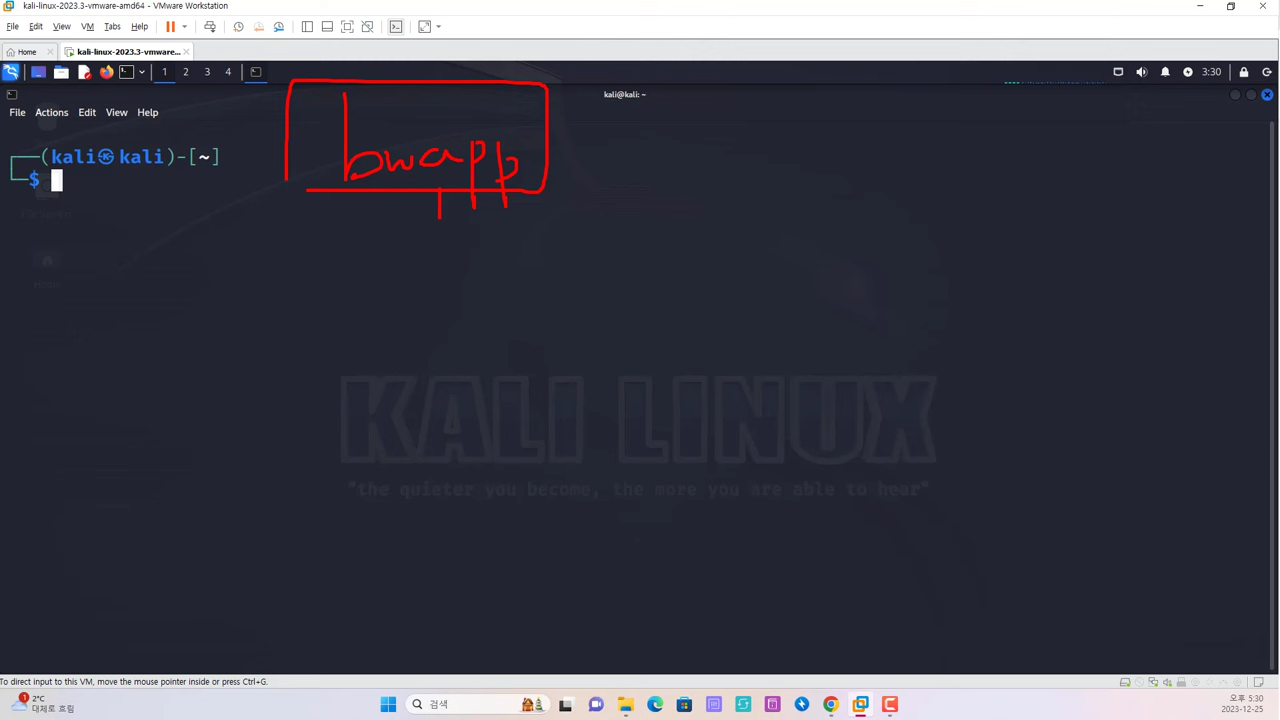 kali-linux-2023.3-vmware-amd64 - VMware Workstation
File Edit View VM Tabs Help
Home
kali-linux-2023.3-vmware...
1 2 3 4
3:30
kali@kali: ~
File Actions Edit View Help
bwapp
┌──(kali㉿kali)-[~]
└─$
Home
KALI LINUX
"the quieter you become, the more you are able to hear"
To direct input to this VM, move the mouse pointer inside or press Ctrl+G.
1
2°C
대체로 흐림
검색
오후 5:30
2023-12-25